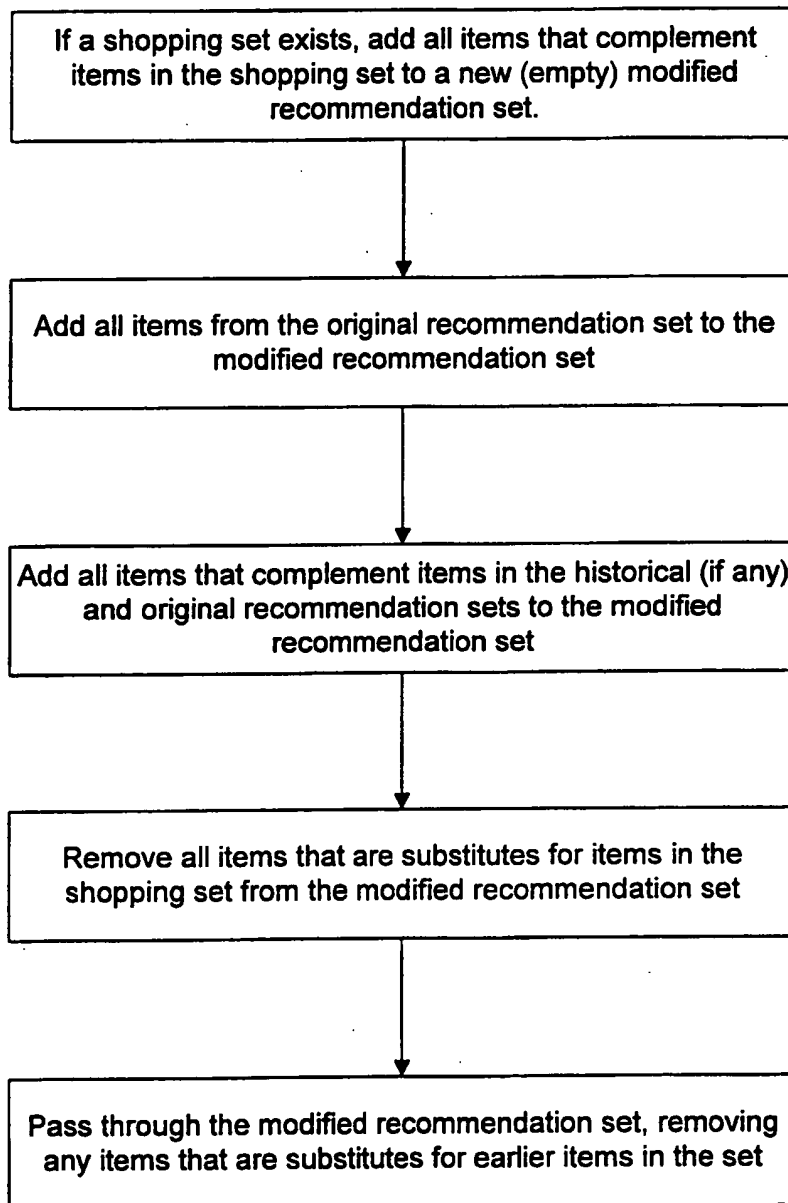 If a shopping set exists, add all items that complement
items in the shopping set to a new (empty) modified
recommendation set.
Add all items from the original recommendation set to the
modified recommendation set
Add all items that complement items in the historical (if any)
and original recommendation sets to the modified
recommendation set
Remove all items that are substitutes for items in the
shopping set from the modified recommendation set
Pass through the modified recommendation set, removing
any items that are substitutes for earlier items in the set